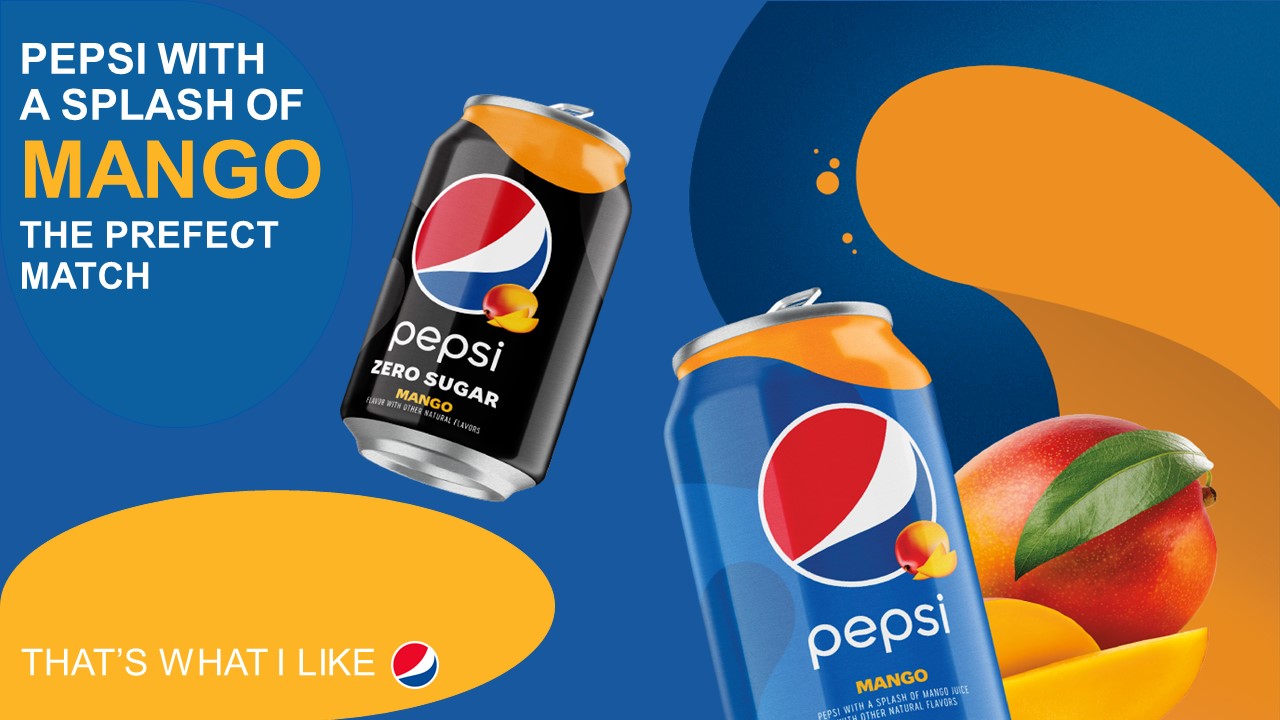 PEPSI WITH
A SPLASH OF
MANGO
THE PREFECT
MATCH
pepsi
ZERO SUGAR
MANGO
FLAVOR WITH OTHER NATURAL FLAVORS
pepsi
MANGO
PEPSI WITH A SPLASH OF MANGO JUICE
WITH OTHER NATURAL FLAVORS
THAT'S WHAT I LIKE